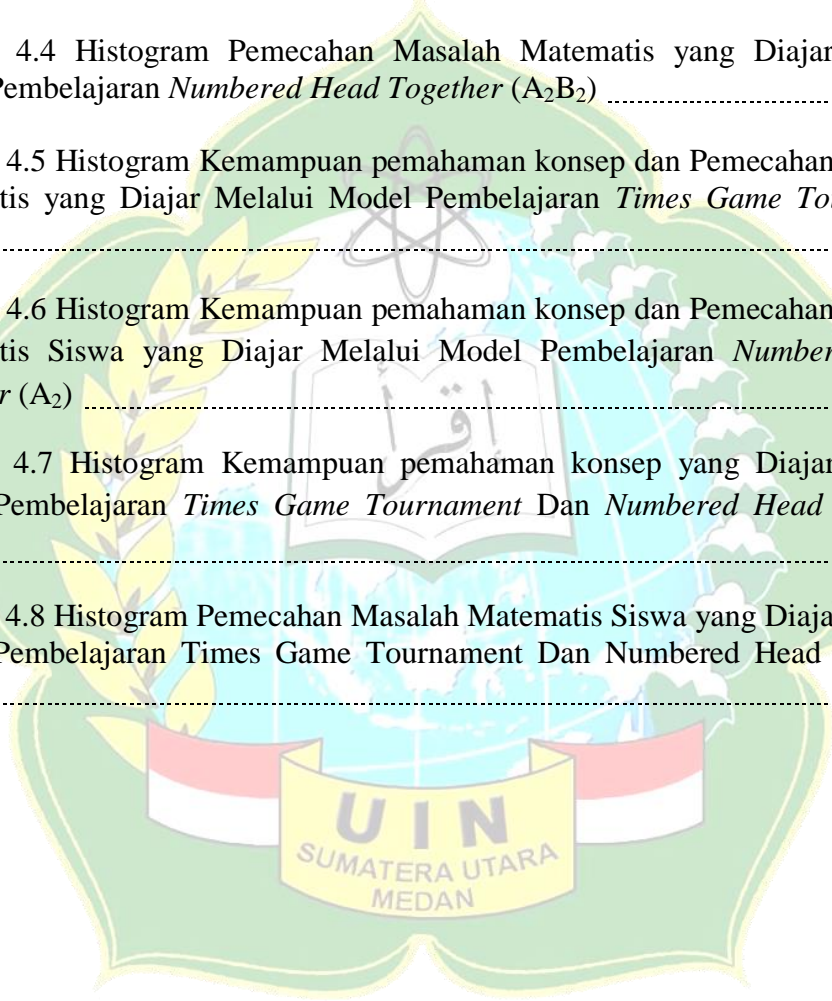 4.4 Histogram Pemecahan Masalah Matematis yang Diajar
Pembelajaran Numbered Head Together (A₂B₂)
4.5 Histogram Kemampuan pemahaman konsep dan Pemecahan
tis yang Diajar Melalui Model Pembelajaran Times Game To
4.6 Histogram Kemampuan pemahaman konsep dan Pemecahan
tis Siswa yang Diajar Melalui Model Pembelajaran Number
r (A₂)
4.7 Histogram Kemampuan pemahaman konsep yang Diajar
Pembelajaran Times Game Tournament Dan Numbered Head
4.8 Histogram Pemecahan Masalah Matematis Siswa yang Diaja
Pembelajaran Times Game Tournament Dan Numbered Head
إقرأ
UIN
SUMATERA UTARA
MEDAN